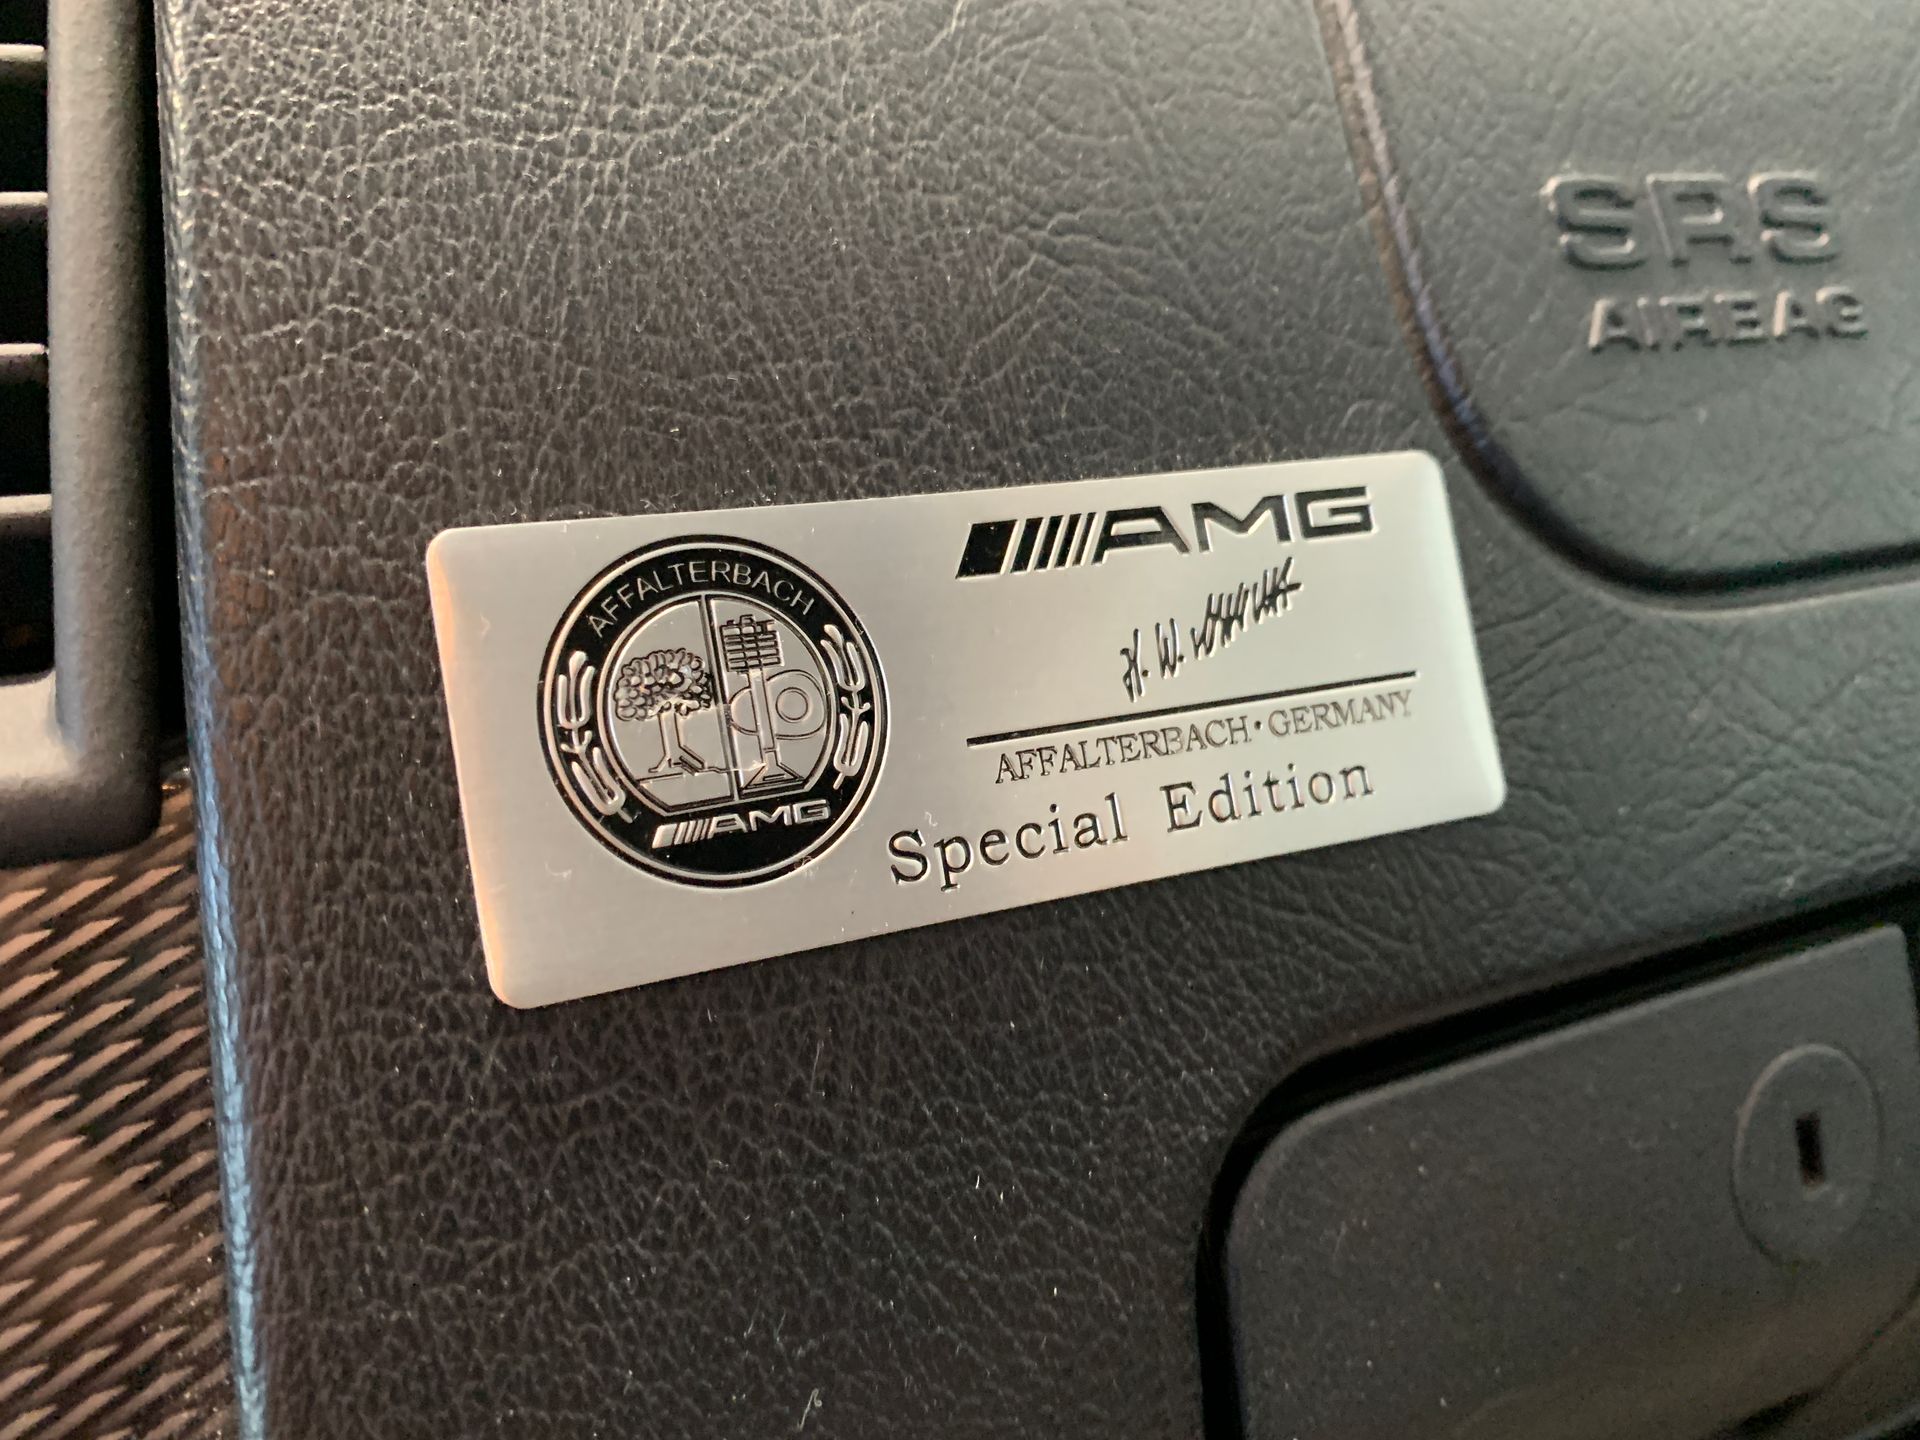 SRS
AIRBAG
AMG
AFFALTERBACH
AMG
H. W.
AFFALTERBACH·GERMANY
Special Edition